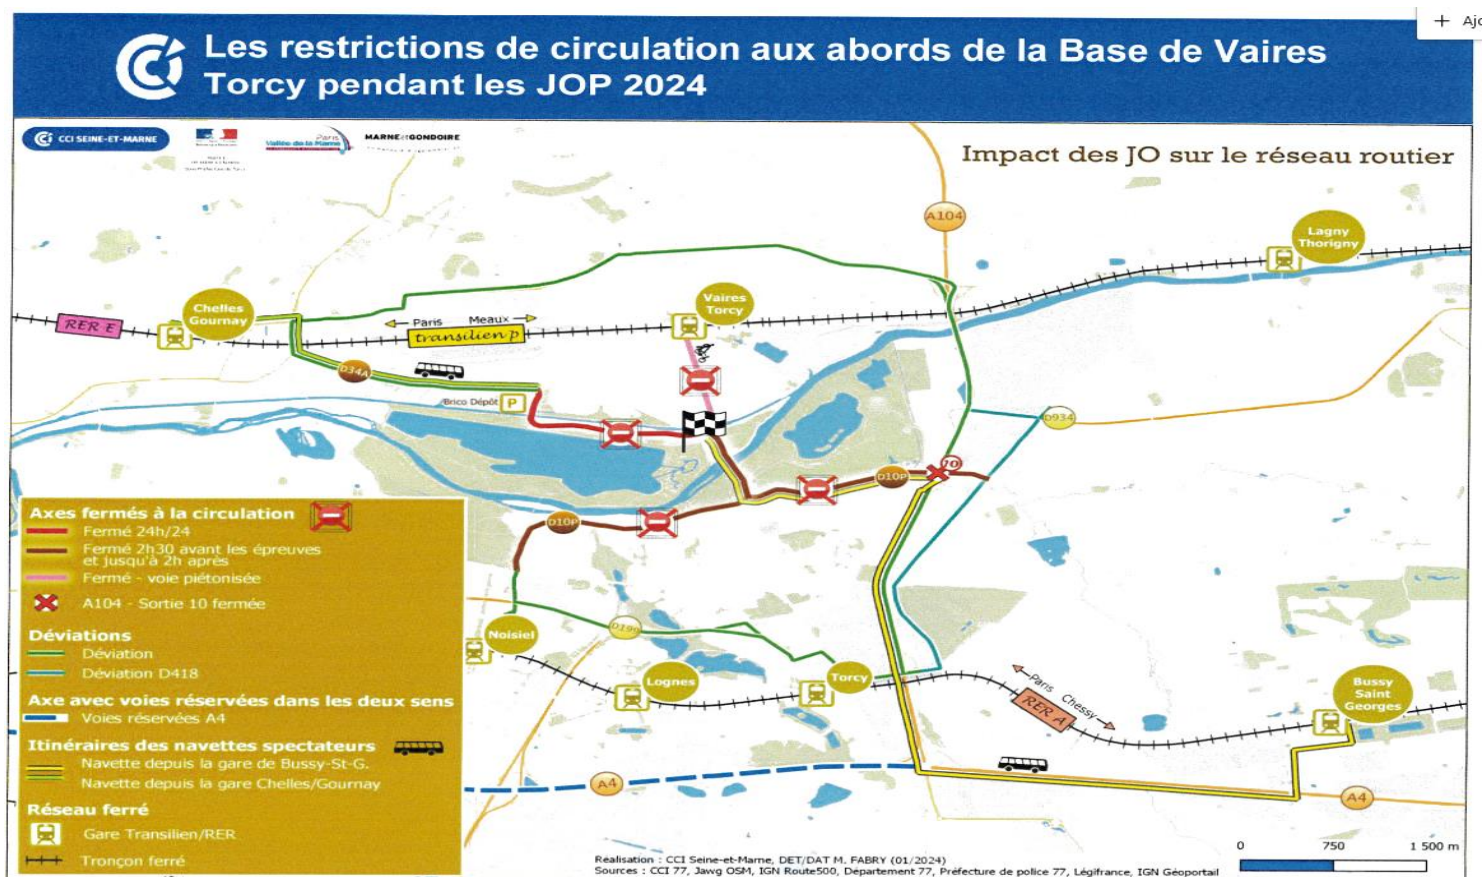 + Ajo
Les restrictions de circulation aux abords de la Base de Vaires
Torcy pendant les JOP 2024
CCI SEINE-ET-MARNE
Paris
Vallée de la Marne
MARNE et GONDOIRE
Impact des JO sur le réseau routier
A104
Lagny
Thorigny
Chelles
Gournay
Vaires
Torcy
RER E
Paris Meaux
transilien p
D34A
Brico Dépôt P
D934
D10P
10
D10P
Axes fermés à la circulation
Fermé 24h/24
Fermé 2h30 avant les épreuves
et jusqu'à 2h après
Fermé - voie piétonisée
A104 - Sortie 10 fermée
Déviations
Déviation
Déviation D418
Axe avec voies réservées dans les deux sens
Voies réservées A4
Itinéraires des navettes spectateurs
Navette depuis la gare de Bussy-St-G.
Navette depuis la gare Chelles/Gournay
Réseau ferré
Gare Transilien/RER
Tronçon ferré
Noisiel
D199
Lognes
Torcy
Paris Chessy
RER A
Bussy
Saint
Georges
A4
A4
0 750 1 500 m
Réalisation : CCI Seine-et-Marne, DET/DAT M. FABRY (01/2024)
Sources : CCI 77, Jawg OSM, IGN Route500, Département 77, Préfecture de police 77, Légifrance, IGN Géoportail